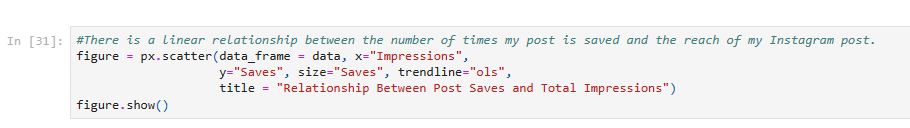 In [31]: #There is a linear relationship between the number of times my post is saved and the reach of my Instagram post.
figure = px.scatter(data_frame = data, x="Impressions",
y="Saves", size="Saves", trendline="ols",
title = "Relationship Between Post Saves and Total Impressions")
figure.show()